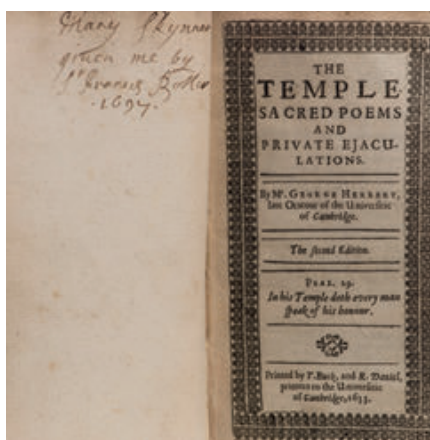 Mary Skynner
given me by
Sr Francis
1697
THE
TEMPLE.
SACRED POEMS
AND
PRIVATE EJACU-
LATIONS.
By Mr. GEORGE HERBERT,
late Oratour of the Universitie
of Cambridge.
The second Edition.
PSAL. 29.
In his Temple doth every man
speak of his honour.
Printed by T. Buck, and R. Daniel,
printers to the Universitie
of Cambridge, 1633.